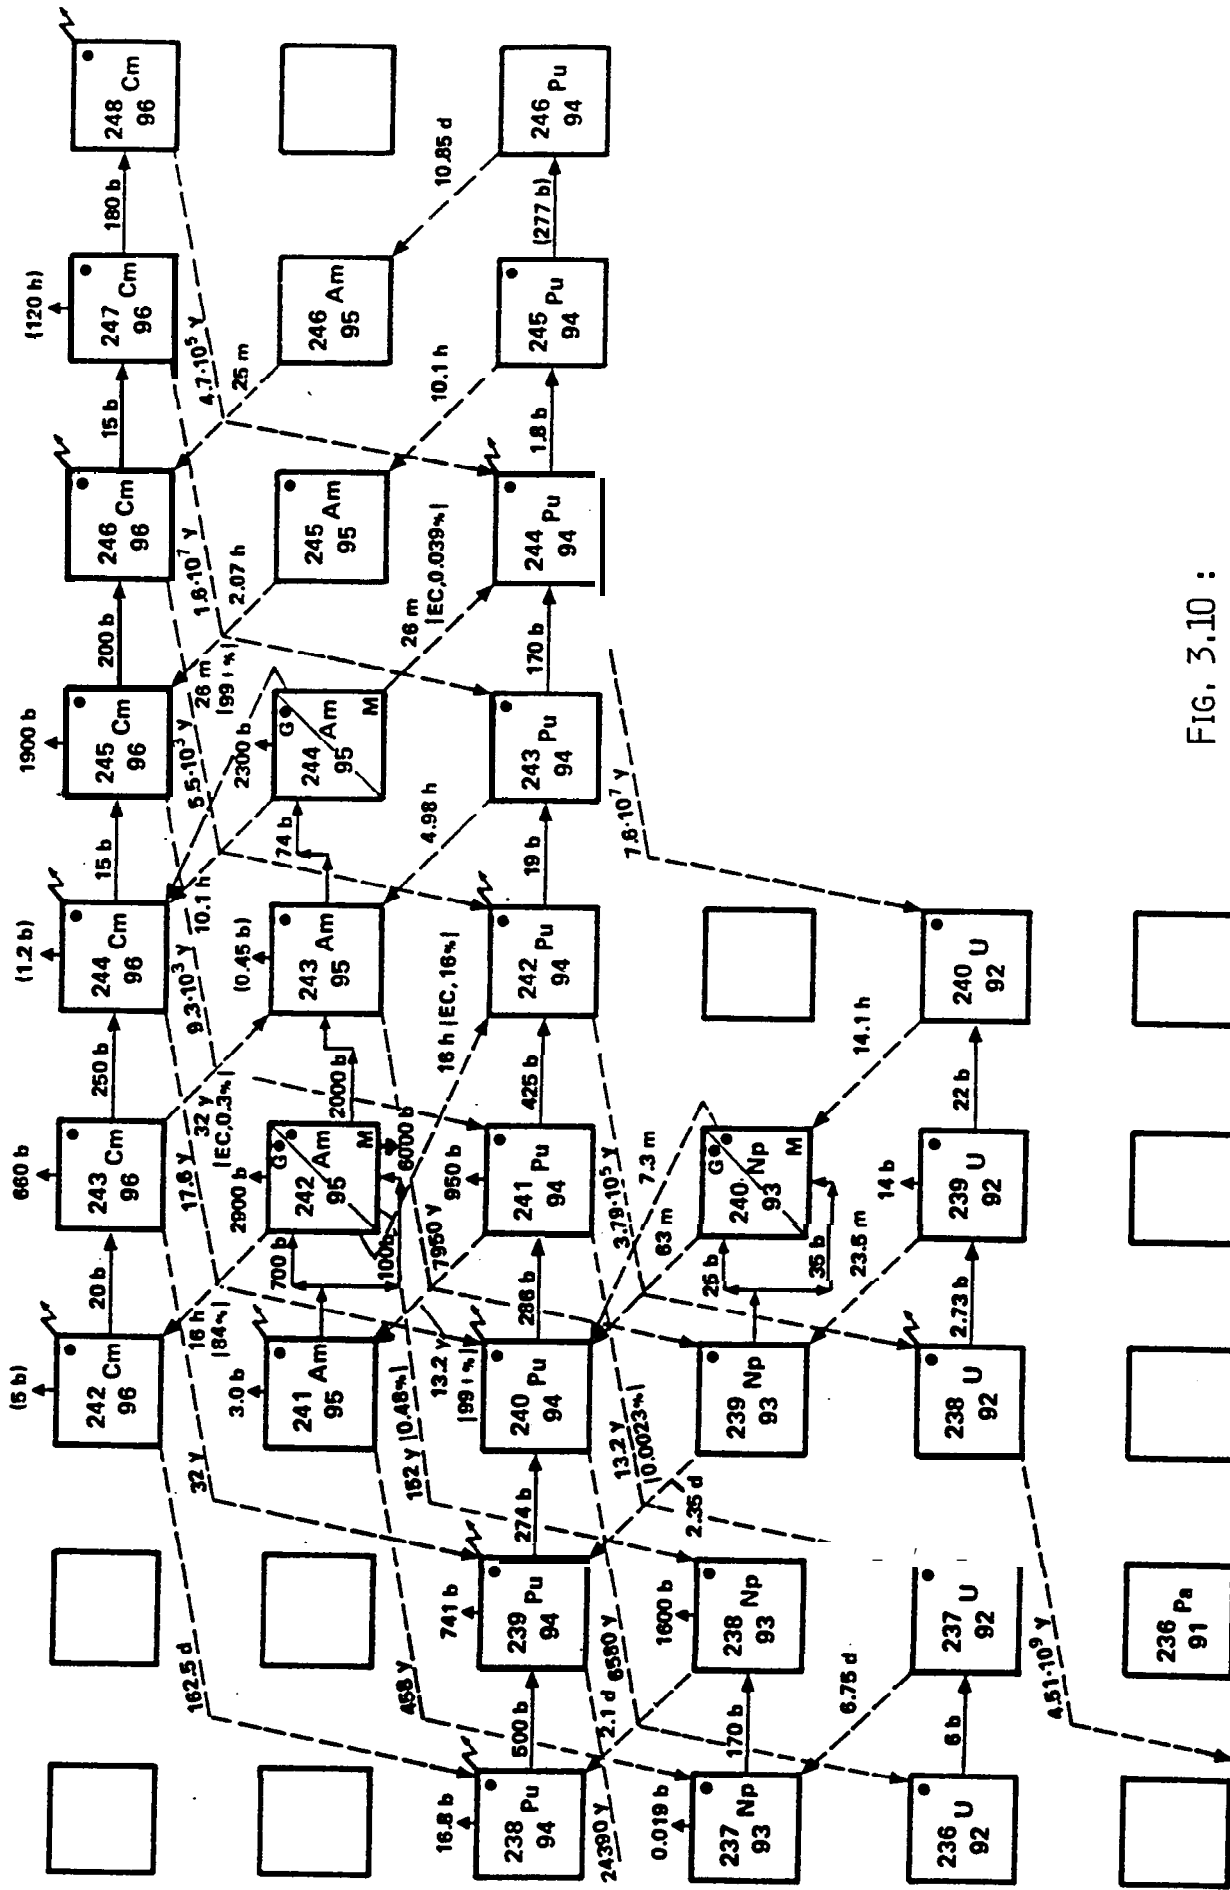 (5 b)
660 b
(1.2 b)
1900 b
(120 h)
242 Cm
96
20 b
243 Cm
96
250 b
244 Cm
96
15 b
245 Cm
96
200 b
246 Cm
96
15 b
247 Cm
96
180 b
248 Cm
96
162.5 d
32 y
16 h
|84%|
17.6 y
32 y
|EC,0.3%|
9.3·10³ y
10.1 h
5.5·10³ y
26 m
|99 + %|
1.6·10⁷ y
2.07 h
4.7·10⁵ y
25 m
3.0 b
2900 b
(0.45 b)
2300 b
241 Am
95
700 b
100b
G
242 Am
95
M
6000 b
2000 b
243 Am
95
74 b
G
244 Am
95
M
245 Am
95
246 Am
95
458 y
152 y |0.48%|
13.2 y
|99 + %|
7950 y
16 h |EC, 16%|
4.98 h
26 m
|EC,0.039%|
10.1 h
10.85 d
16.8 b
741 b
950 b
238 Pu
94
500 b
239 Pu
94
274 b
240 Pu
94
286 b
241 Pu
94
425 b
242 Pu
94
19 b
243 Pu
94
170 b
244 Pu
94
1.8 b
245 Pu
94
(277 b)
246 Pu
94
24390 y
2.1 d
6580 y
13.2 y
|0.0023%|
2.35 d
63 m
3.79·10⁵ y
7.3 m
14.1 h
7.6·10⁷ y
0.019 b
1600 b
237 Np
93
170 b
238 Np
93
239 Np
93
25 b
35 b
G
240 Np
93
M
6.75 d
23.5 m
14 b
236 U
92
6 b
237 U
92
238 U
92
2.73 b
239 U
92
22 b
240 U
92
4.51·10⁹ y
236 Pa
91
FIG. 3.10 :